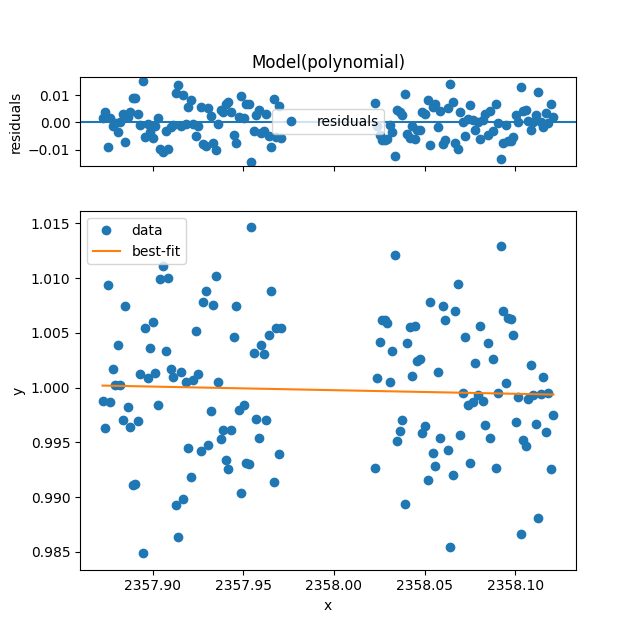 Model(polynomial)
0.01
0.00
−0.01
residuals
residuals
1.015
1.010
1.005
1.000
0.995
0.990
0.985
y
data
best-fit
2357.90 2357.95 2358.00 2358.05 2358.10
x